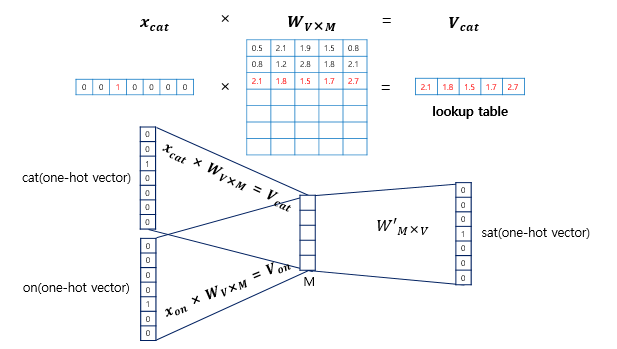 x_cat × W_V×M = V_cat
0.5 2.1 1.9 1.5 0.8
0.8 1.2 2.8 1.8 2.1
0 0 1 0 0 0 0 × 2.1 1.8 1.5 1.7 2.7 = 2.1 1.8 1.5 1.7 2.7
lookup table
cat(one-hot vector)
0
0
1
0
0
0
0
x_cat × W_V×M = V_cat
on(one-hot vector)
0
0
0
0
1
0
0
x_on × W_V×M = V_on
M
W'_M×V
0
0
0
1
0
0
0
sat(one-hot vector)